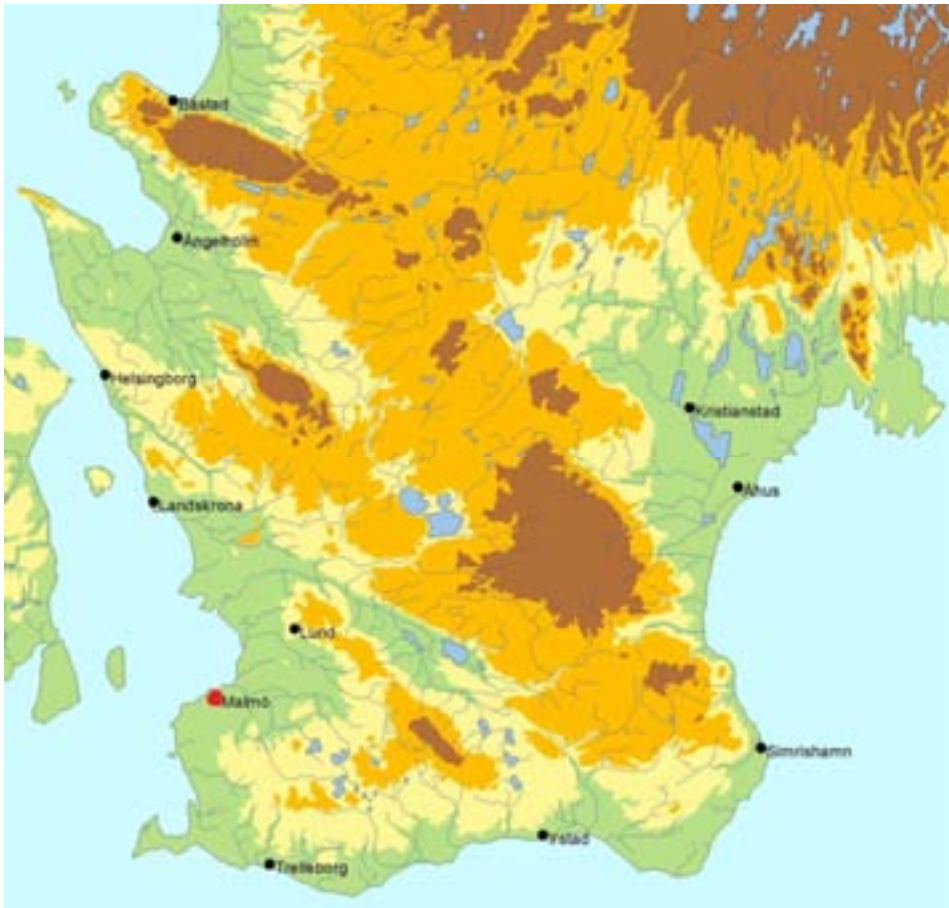 Båstad
Ängelholm
Helsingborg
Kristianstad
Åhus
Landskrona
Lund
Malmö
Simrishamn
Ystad
Trelleborg